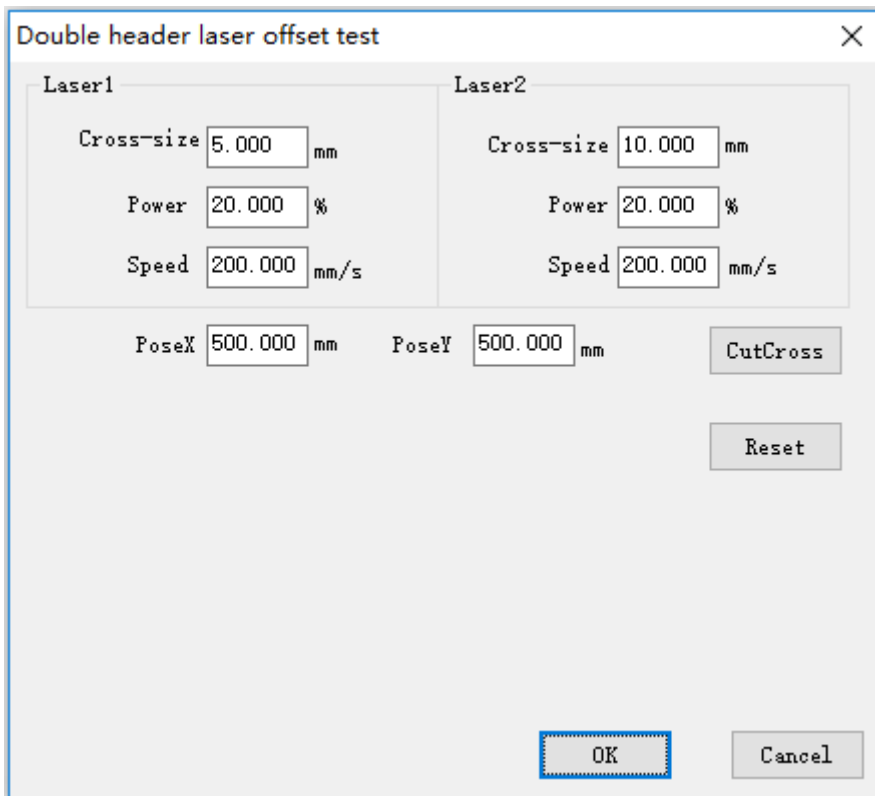 Double header laser offset test
Laser1 Laser2
Cross-size 5.000 mm Cross-size 10.000 mm
Power 20.000 % Power 20.000 %
Speed 200.000 mm/s Speed 200.000 mm/s
PoseX 500.000 mm PoseY 500.000 mm CutCross
Reset
OK Cancel